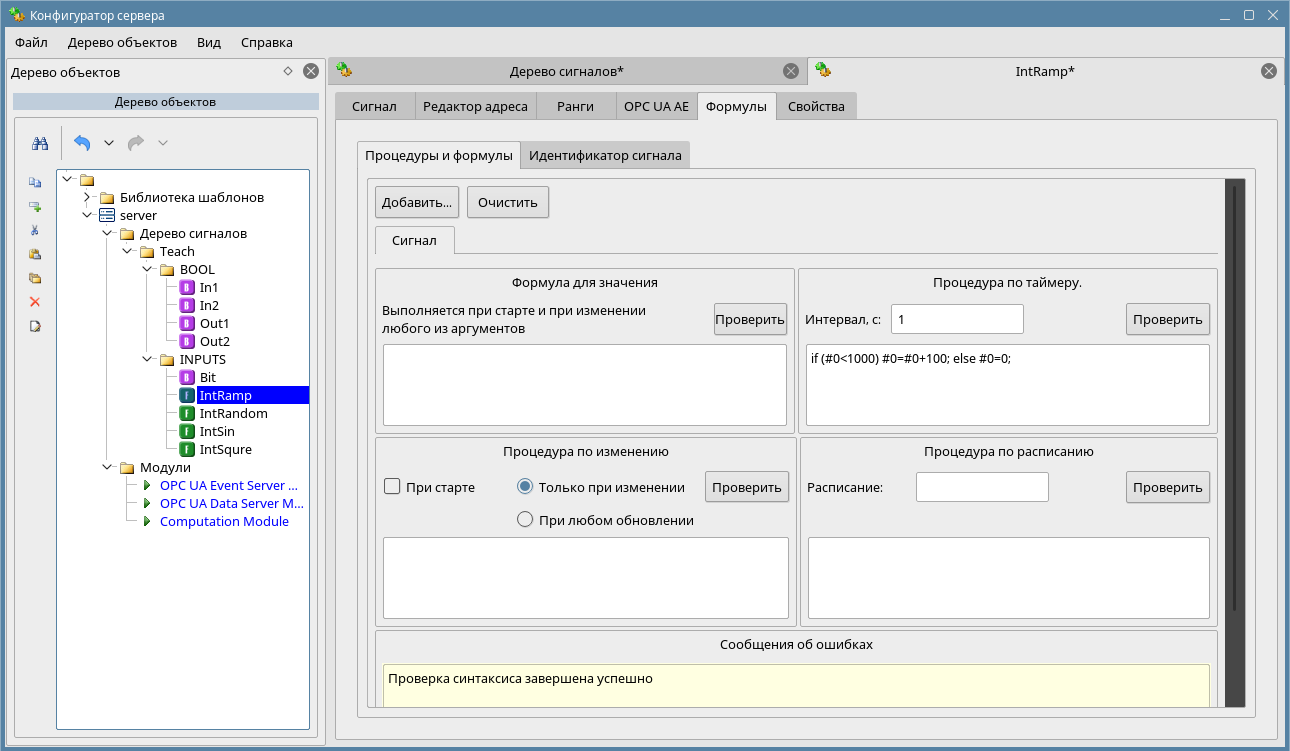 Конфигуратор сервера
Файл Дерево объектов Вид Справка
Дерево объектов
Дерево объектов
Библиотека шаблонов
server
Дерево сигналов
Teach
BOOL
In1
In2
Out1
Out2
INPUTS
Bit
IntRamp
IntRandom
IntSin
IntSqure
Модули
OPC UA Event Server ...
OPC UA Data Server M...
Computation Module
Дерево сигналов* IntRamp*
Сигнал Редактор адреса Ранги OPC UA AE Формулы Свойства
Процедуры и формулы Идентификатор сигнала
Добавить... Очистить
Сигнал
Формула для значения
Выполняется при старте и при изменении
любого из аргументов
Проверить
Процедура по таймеру.
Интервал, с: 1 Проверить
if (#0<1000) #0=#0+100; else #0=0;
Процедура по изменению
При старте Только при изменении Проверить
При любом обновлении
Процедура по расписанию
Расписание: Проверить
Сообщения об ошибках
Проверка синтаксиса завершена успешно